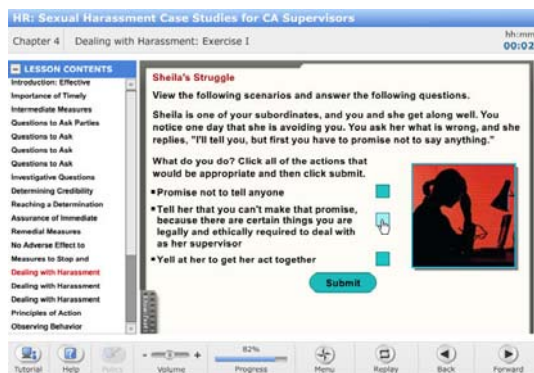 HR: Sexual Harassment Case Studies for CA Supervisors
Chapter 4 Dealing with Harassment: Exercise I
hh:mm
00:02
LESSON CONTENTS
Introduction: Effective
Importance of Timely
Intermediate Measures
Questions to Ask Parties
Questions to Ask
Questions to Ask
Questions to Ask
Investigative Questions
Determining Credibility
Reaching a Determination
Assurance of Immediate
Remedial Measures
No Adverse Effect to
Measures to Stop and
Dealing with Harassment
Dealing with Harassment
Dealing with Harassment
Principles of Action
Observing Behavior
Sheila's Struggle
View the following scenarios and answer the following questions.
Sheila is one of your subordinates, and you and she get along well. You
notice one day that she is avoiding you. You ask her what is wrong, and she
replies, "I'll tell you, but first you have to promise not to say anything."
What do you do? Click all of the actions that
would be appropriate and then click submit.
Promise not to tell anyone
Tell her that you can't make that promise,
because there are certain things you are
legally and ethically required to deal with
as her supervisor
Yell at her to get her act together
Submit
Tutorial
Help
Volume
82%
Progress
Menu
Replay
Back
Forward